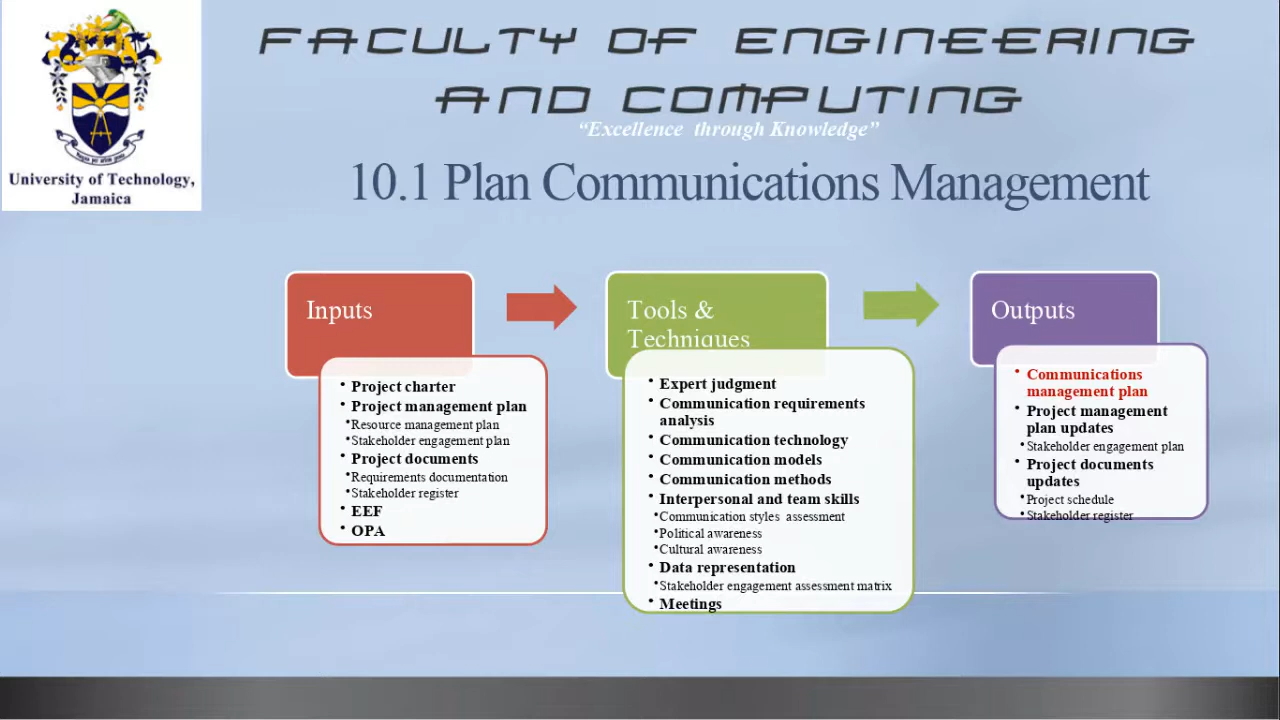 FACULTY OF ENGINEERING
AND COMPUTING
“Excellence through Knowledge”
University of Technology,
Jamaica
10.1 Plan Communications Management
Inputs
• Project charter
• Project management plan
•Resource management plan
•Stakeholder engagement plan
• Project documents
•Requirements documentation
•Stakeholder register
• EEF
• OPA
Tools &
Techniques
• Expert judgment
• Communication requirements
analysis
• Communication technology
• Communication models
• Communication methods
• Interpersonal and team skills
•Communication styles assessment
•Political awareness
•Cultural awareness
• Data representation
•Stakeholder engagement assessment matrix
• Meetings
Outputs
• Communications
management plan
• Project management
plan updates
•Stakeholder engagement plan
• Project documents
updates
•Project schedule
•Stakeholder register